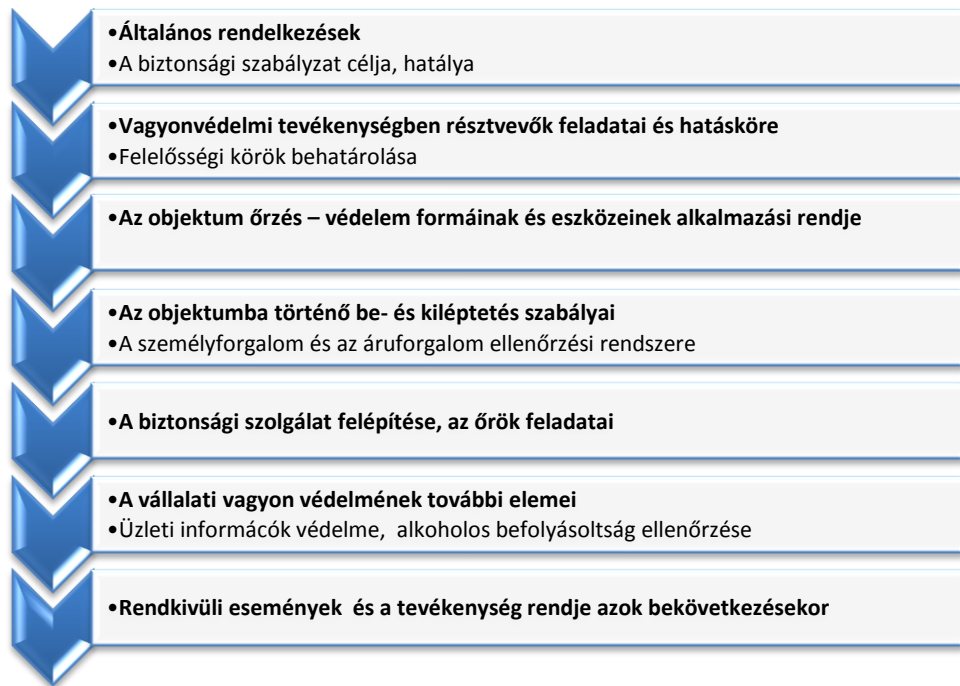 •Általános rendelkezések
•A biztonsági szabályzat célja, hatálya
•Vagyonvédelmi tevékenységben résztvevők feladatai és hatásköre
•Felelősségi körök behatárolása
•Az objektum őrzés – védelem formáinak és eszközeinek alkalmazási rendje
•Az objektumba történő be- és kiléptetés szabályai
•A személyforgalom és az áruforgalom ellenőrzési rendszere
•A biztonsági szolgálat felépítése, az őrök feladatai
•A vállalati vagyon védelmének további elemei
•Üzleti informácók védelme,  alkoholos befolyásoltság ellenőrzése
•Rendkivüli események  és a tevékenység rendje azok bekövetkezésekor